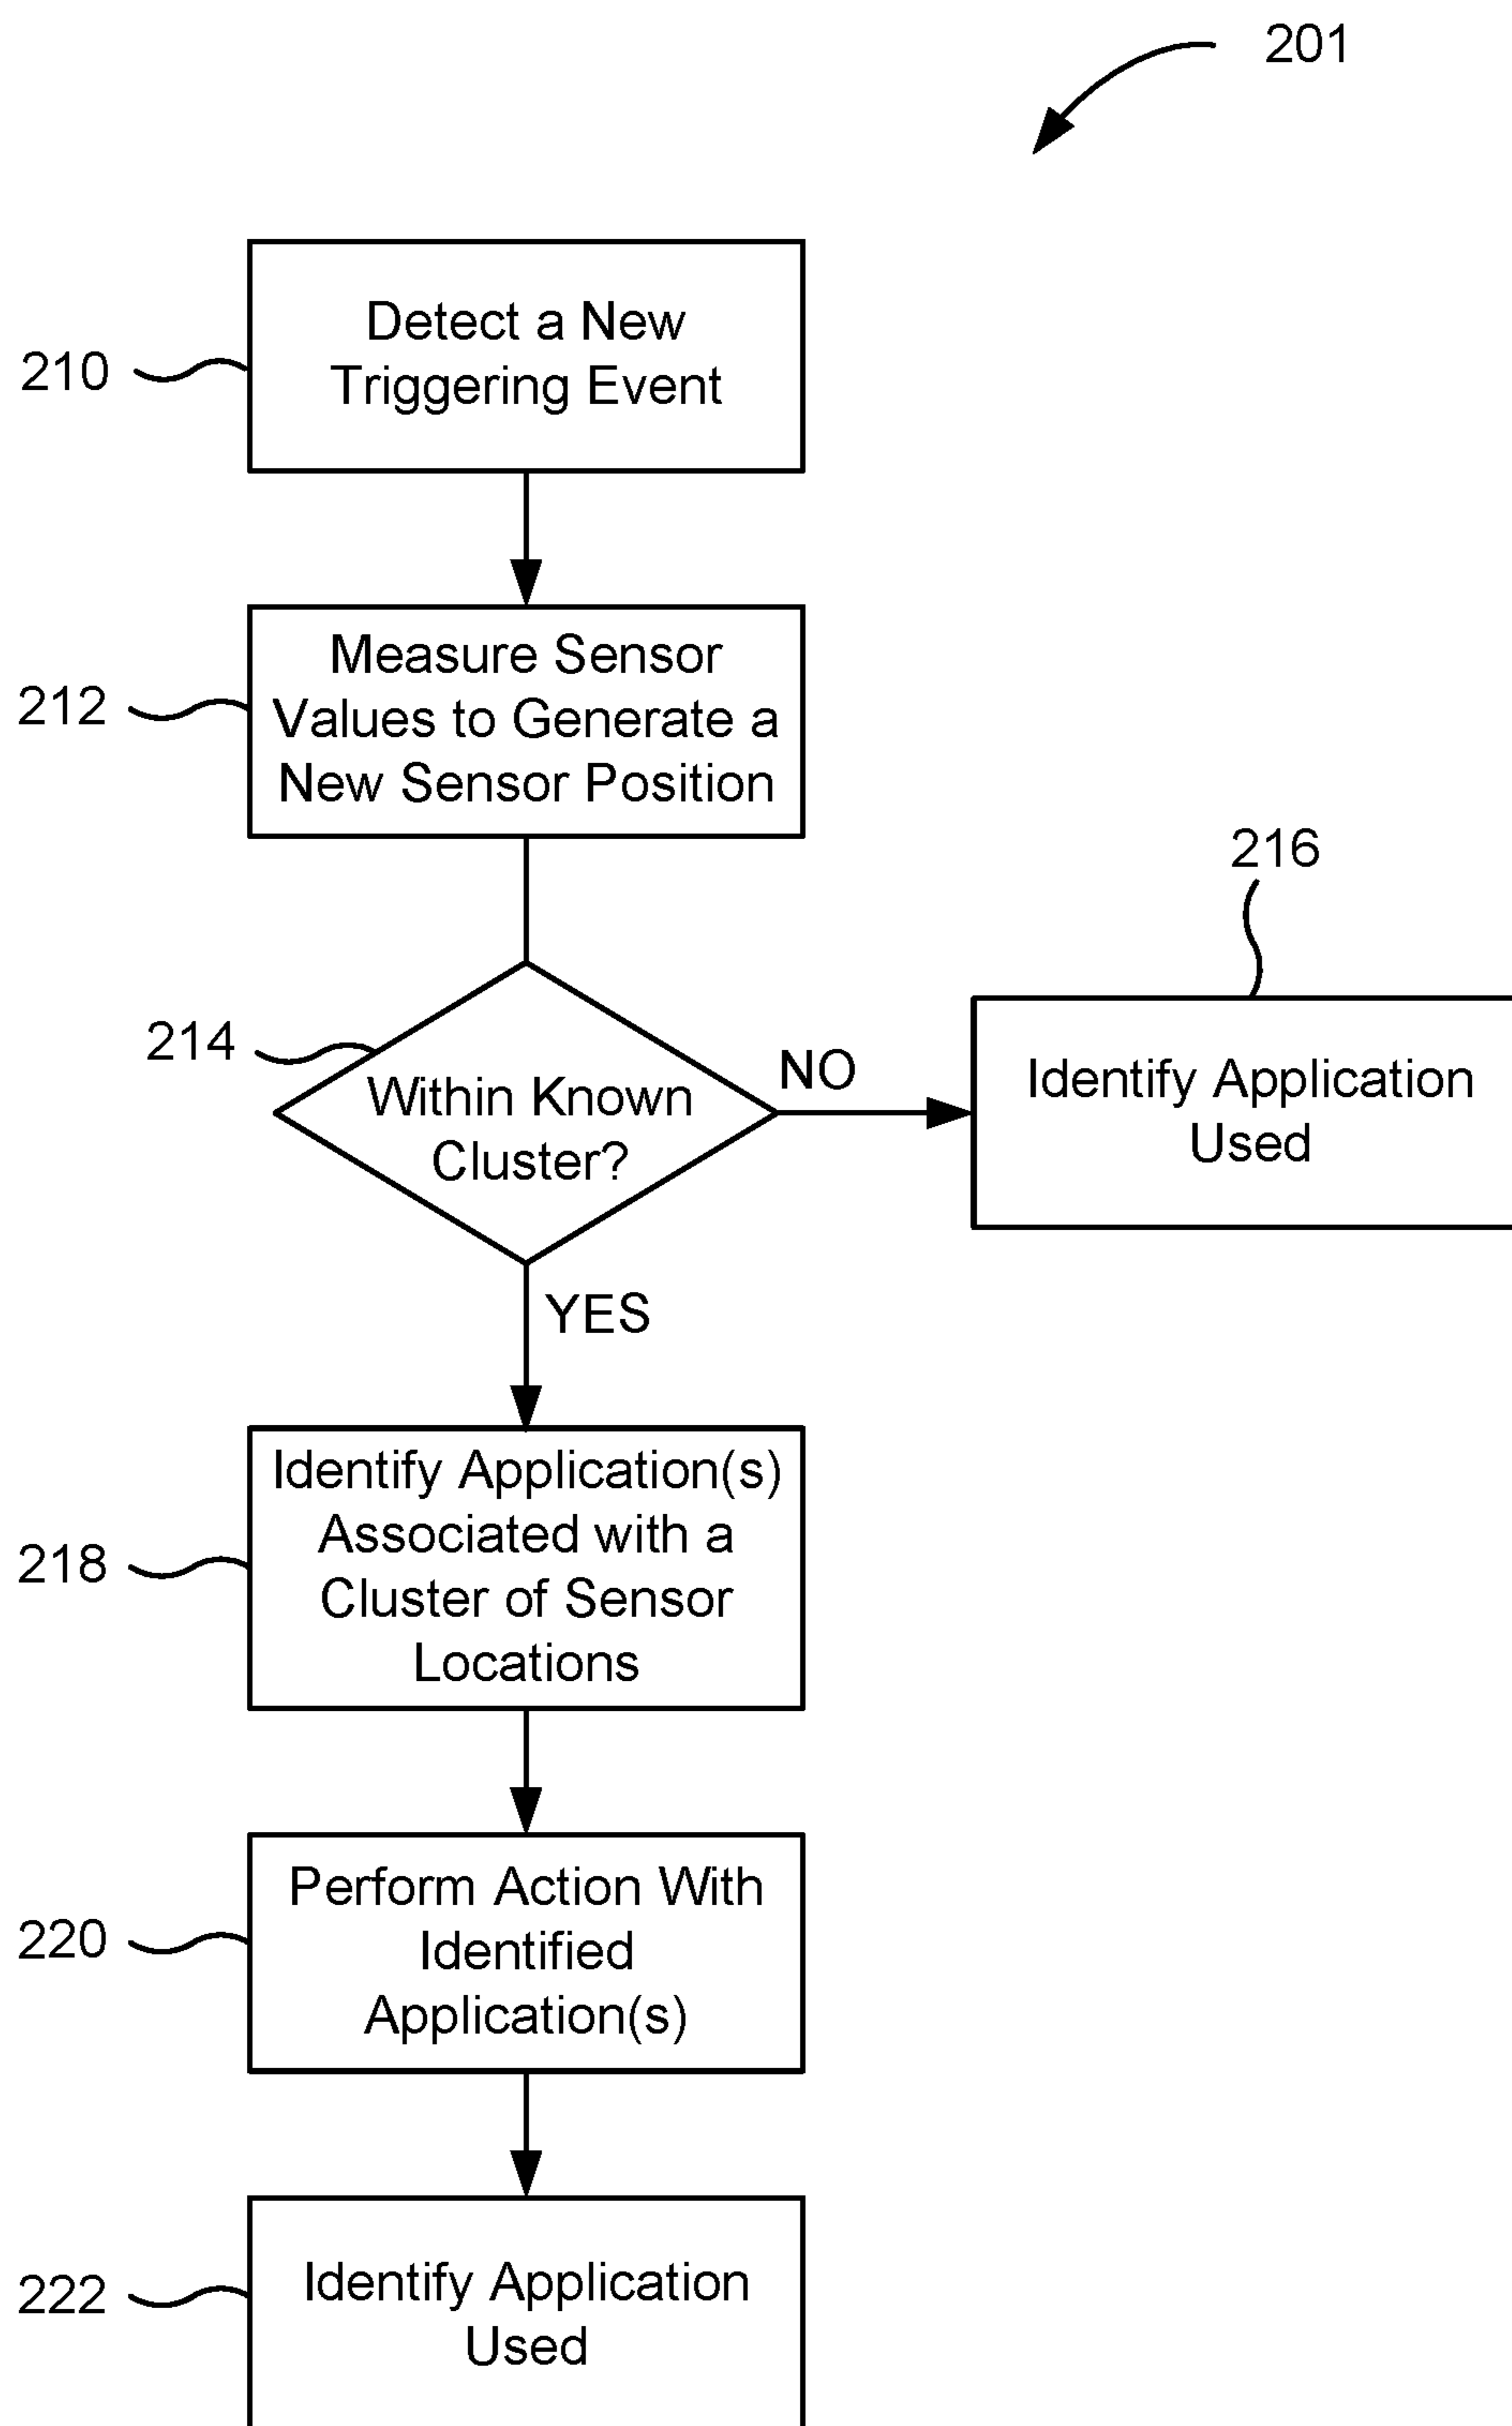 201
210
Detect a New
Triggering Event
212
Measure Sensor
Values to Generate a
New Sensor Position
214
Within Known
Cluster?
NO
216
Identify Application
Used
YES
218
Identify Application(s)
Associated with a
Cluster of Sensor
Locations
220
Perform Action With
Identified
Application(s)
222
Identify Application
Used